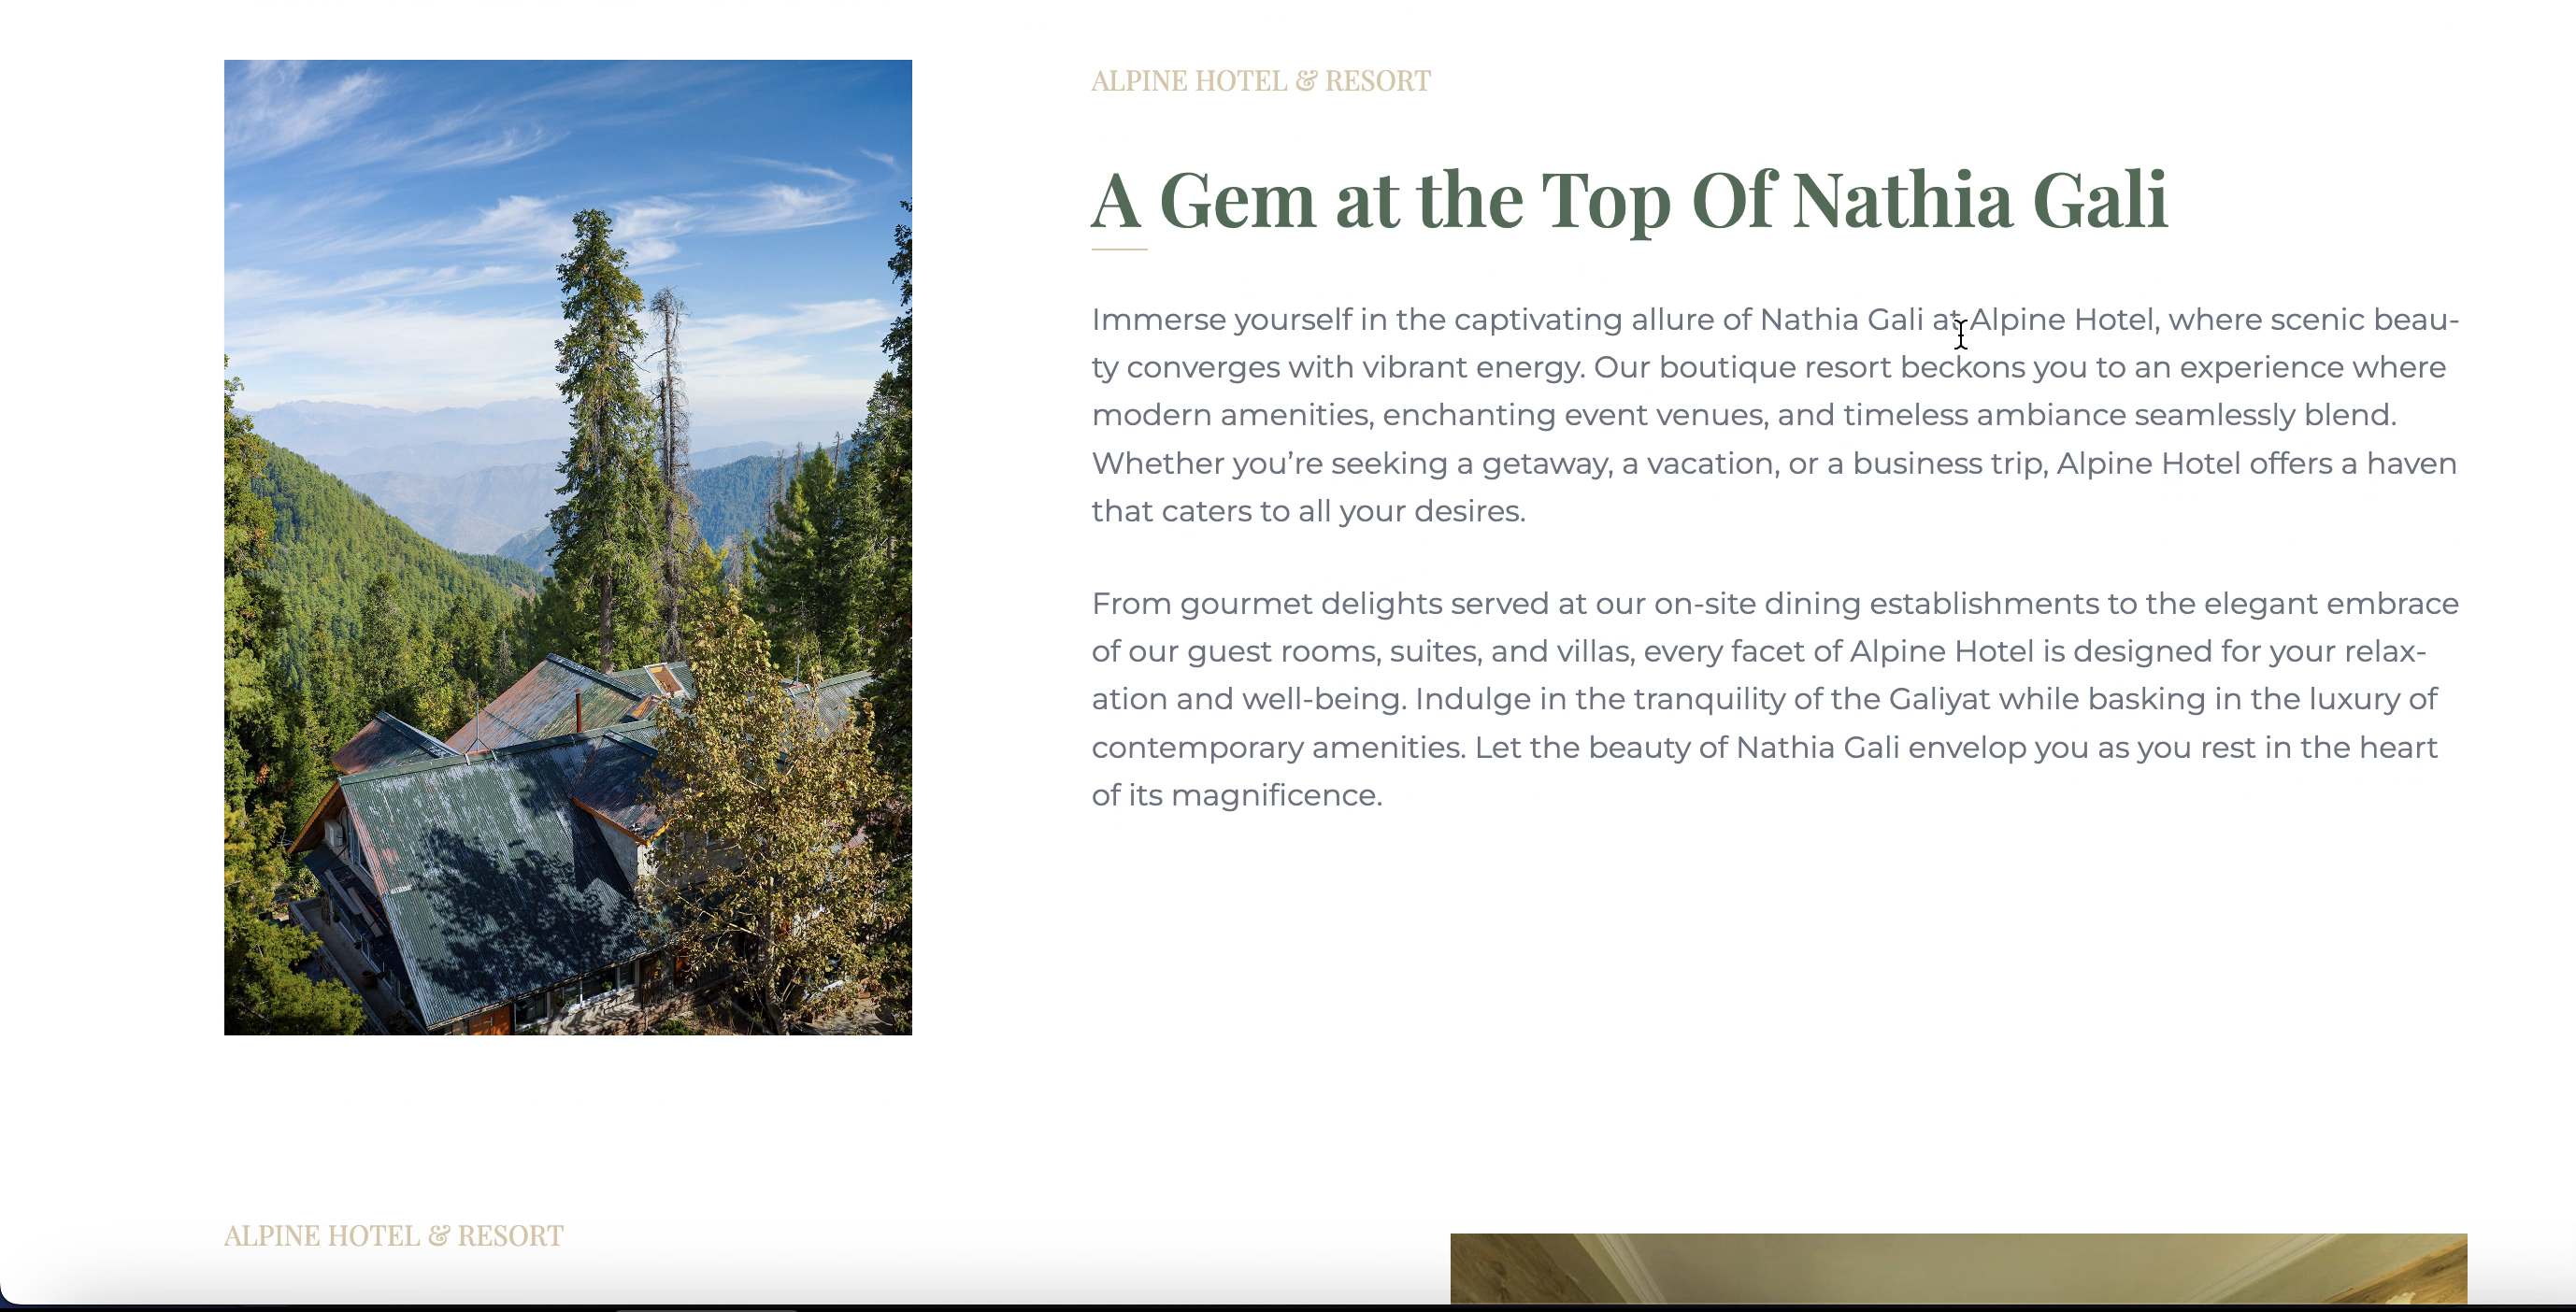 ALPINE HOTEL & RESORT
A Gem at the Top Of Nathia Gali
Immerse yourself in the captivating allure of Nathia Gali at Alpine Hotel, where scenic beau-
ty converges with vibrant energy. Our boutique resort beckons you to an experience where
modern amenities, enchanting event venues, and timeless ambiance seamlessly blend.
Whether you’re seeking a getaway, a vacation, or a business trip, Alpine Hotel offers a haven
that caters to all your desires.
From gourmet delights served at our on-site dining establishments to the elegant embrace
of our guest rooms, suites, and villas, every facet of Alpine Hotel is designed for your relax-
ation and well-being. Indulge in the tranquility of the Galiyat while basking in the luxury of
contemporary amenities. Let the beauty of Nathia Gali envelop you as you rest in the heart
of its magnificence.
ALPINE HOTEL & RESORT